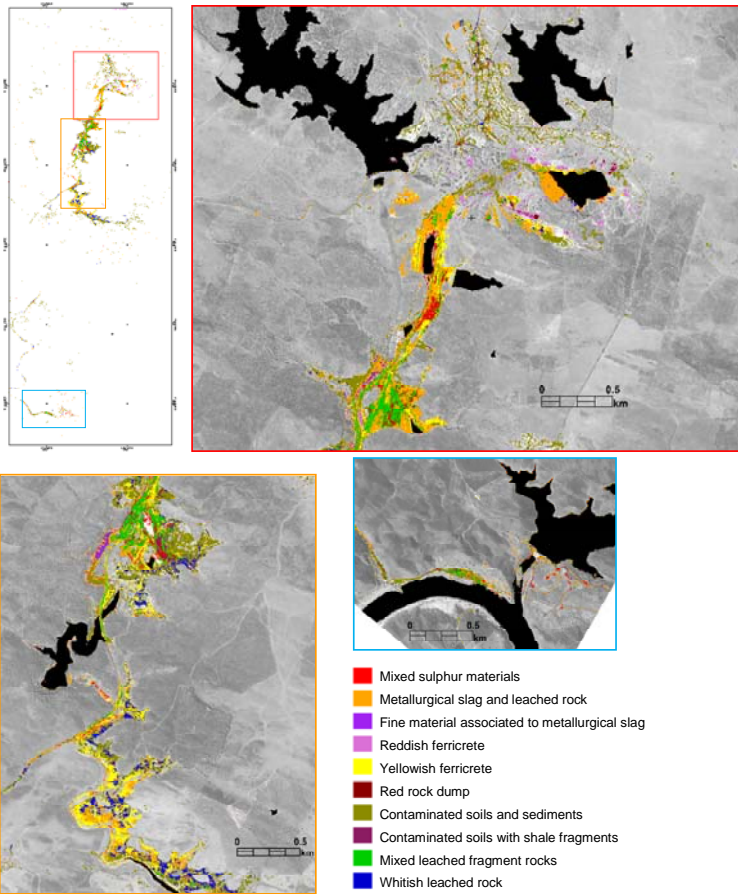 0
0.5
km
0
0.5
km
0
0.5
km
Mixed sulphur materials
Metallurgical slag and leached rock
Fine material associated to metallurgical slag
Reddish ferricrete
Yellowish ferricrete
Red rock dump
Contaminated soils and sediments
Contaminated soils with shale fragments
Mixed leached fragment rocks
Whitish leached rock